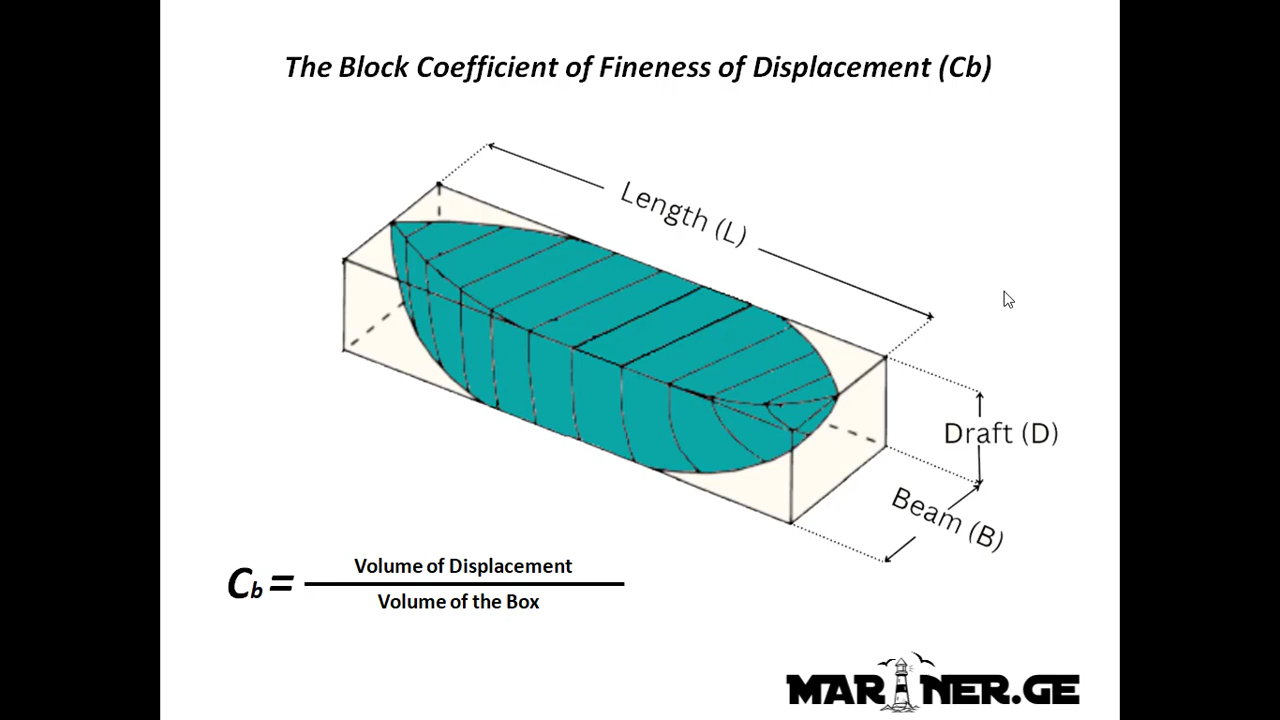 The Block Coefficient of Fineness of Displacement (Cb)
Length (L)
Draft (D)
Beam (B)
Cb =
Volume of Displacement
Volume of the Box
MARINER.GE